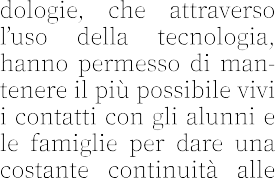 dologie, che attraverso
l'uso della tecnologia,
hanno permesso di man-
tenere il più possibile vivi
i contatti con gli alunni e
le famiglie per dare una
costante continuità alle